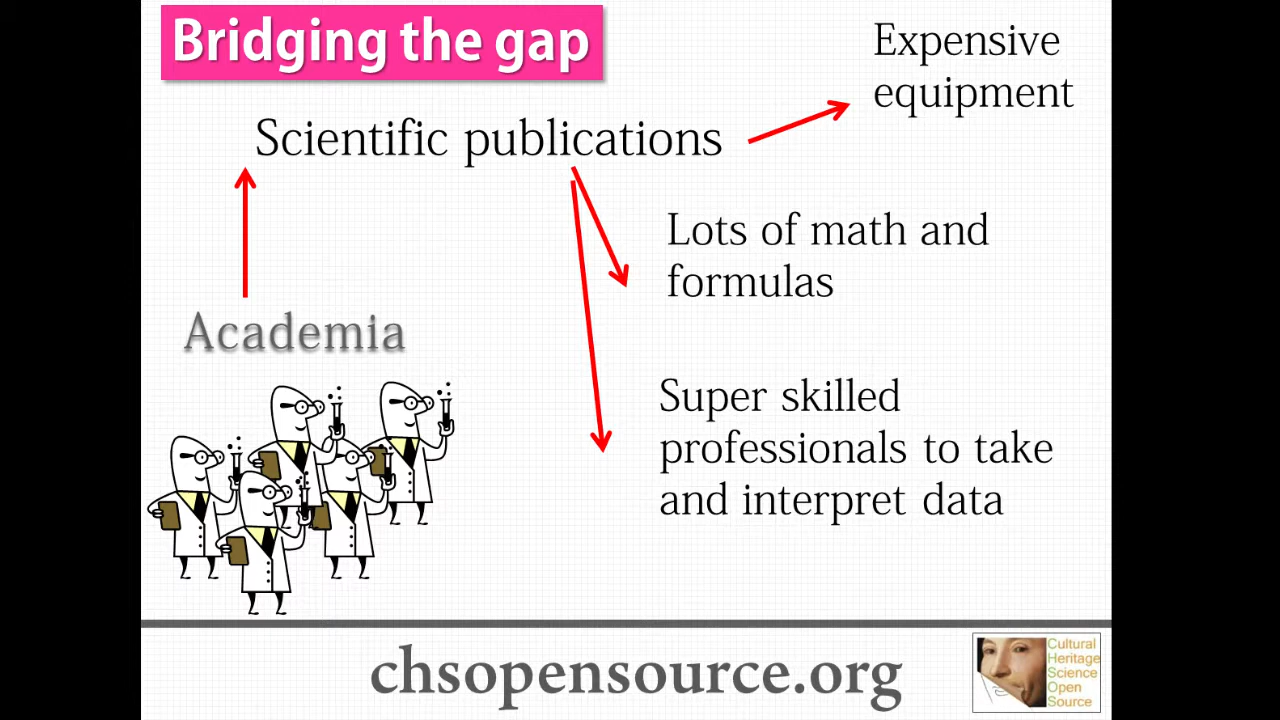 Bridging the gap
Expensive
equipment
Scientific publications
Lots of math and
formulas
Academia
Super skilled
professionals to take
and interpret data
chsopensource.org
Cultural
Heritage
Science
Open
Source